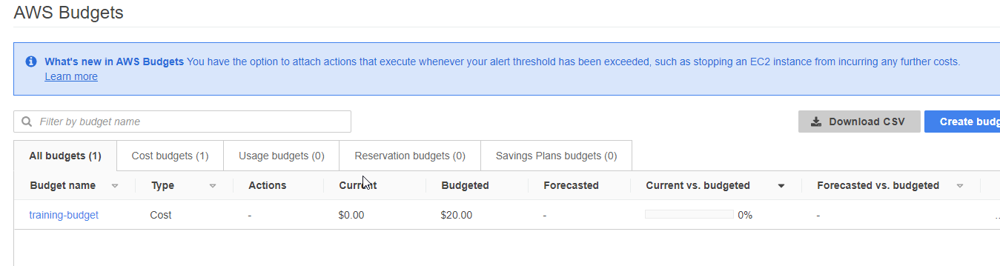 AWS Budgets
What's new in AWS Budgets You have the option to attach actions that execute whenever your alert threshold has been exceeded, such as stopping an EC2 instance from incurring any further costs.
Learn more
Filter by budget name Download CSV Create budg
All budgets (1) Cost budgets (1) Usage budgets (0) Reservation budgets (0) Savings Plans budgets (0)
Budget name Type Actions Current Budgeted Forecasted Current vs. budgeted Forecasted vs. budgeted
training-budget Cost - $0.00 $20.00 - 0% - ..